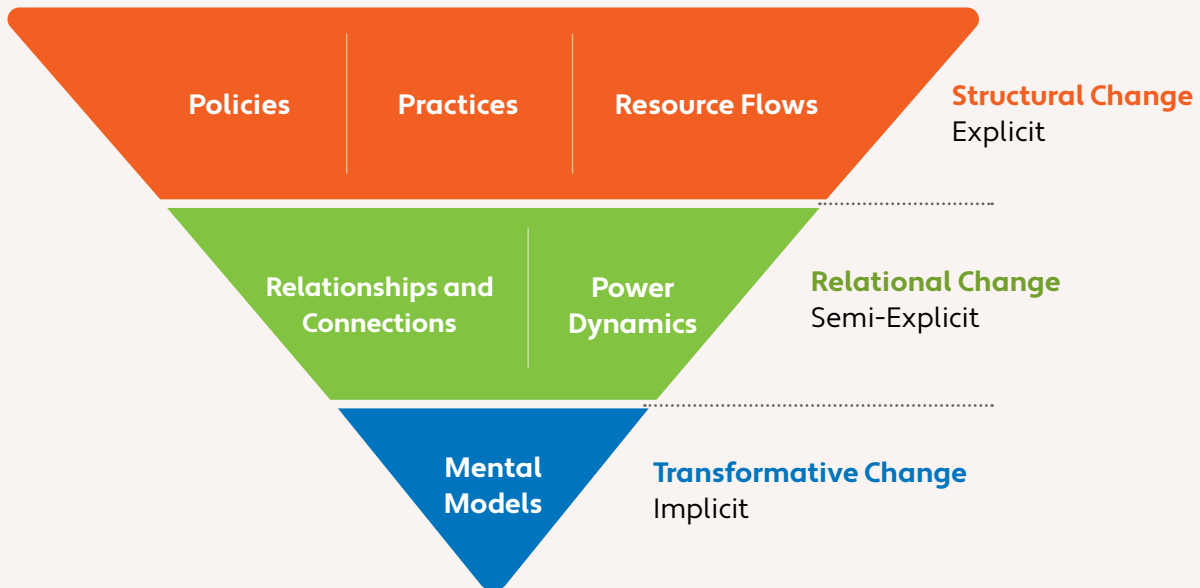 Policies
Practices
Resource Flows
Structural Change
Explicit
Relationships and
Connections
Power
Dynamics
Relational Change
Semi-Explicit
Mental
Models
Transformative Change
Implicit